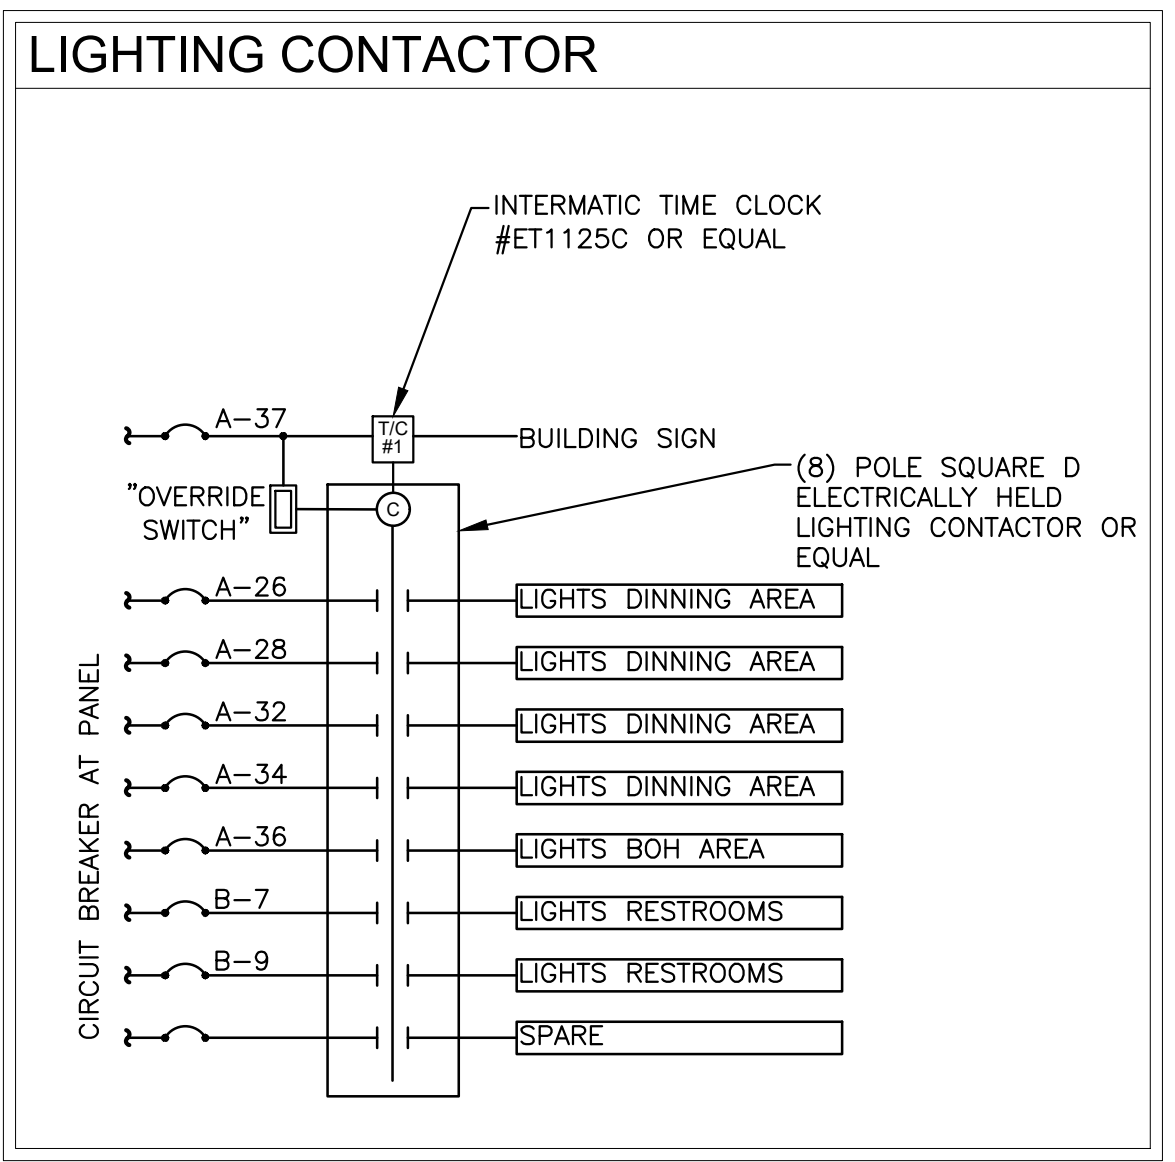 LIGHTING CONTACTOR
INTERMATIC TIME CLOCK
#ET1125C OR EQUAL
A-37
T/C
#1
BUILDING SIGN
(8) POLE SQUARE D
ELECTRICALLY HELD
LIGHTING CONTACTOR OR
EQUAL
"OVERRIDE
SWITCH"
C
CIRCUIT BREAKER AT PANEL
A-26
LIGHTS DINNING AREA
A-28
LIGHTS DINNING AREA
A-32
LIGHTS DINNING AREA
A-34
LIGHTS DINNING AREA
A-36
LIGHTS BOH AREA
B-7
LIGHTS RESTROOMS
B-9
LIGHTS RESTROOMS
SPARE